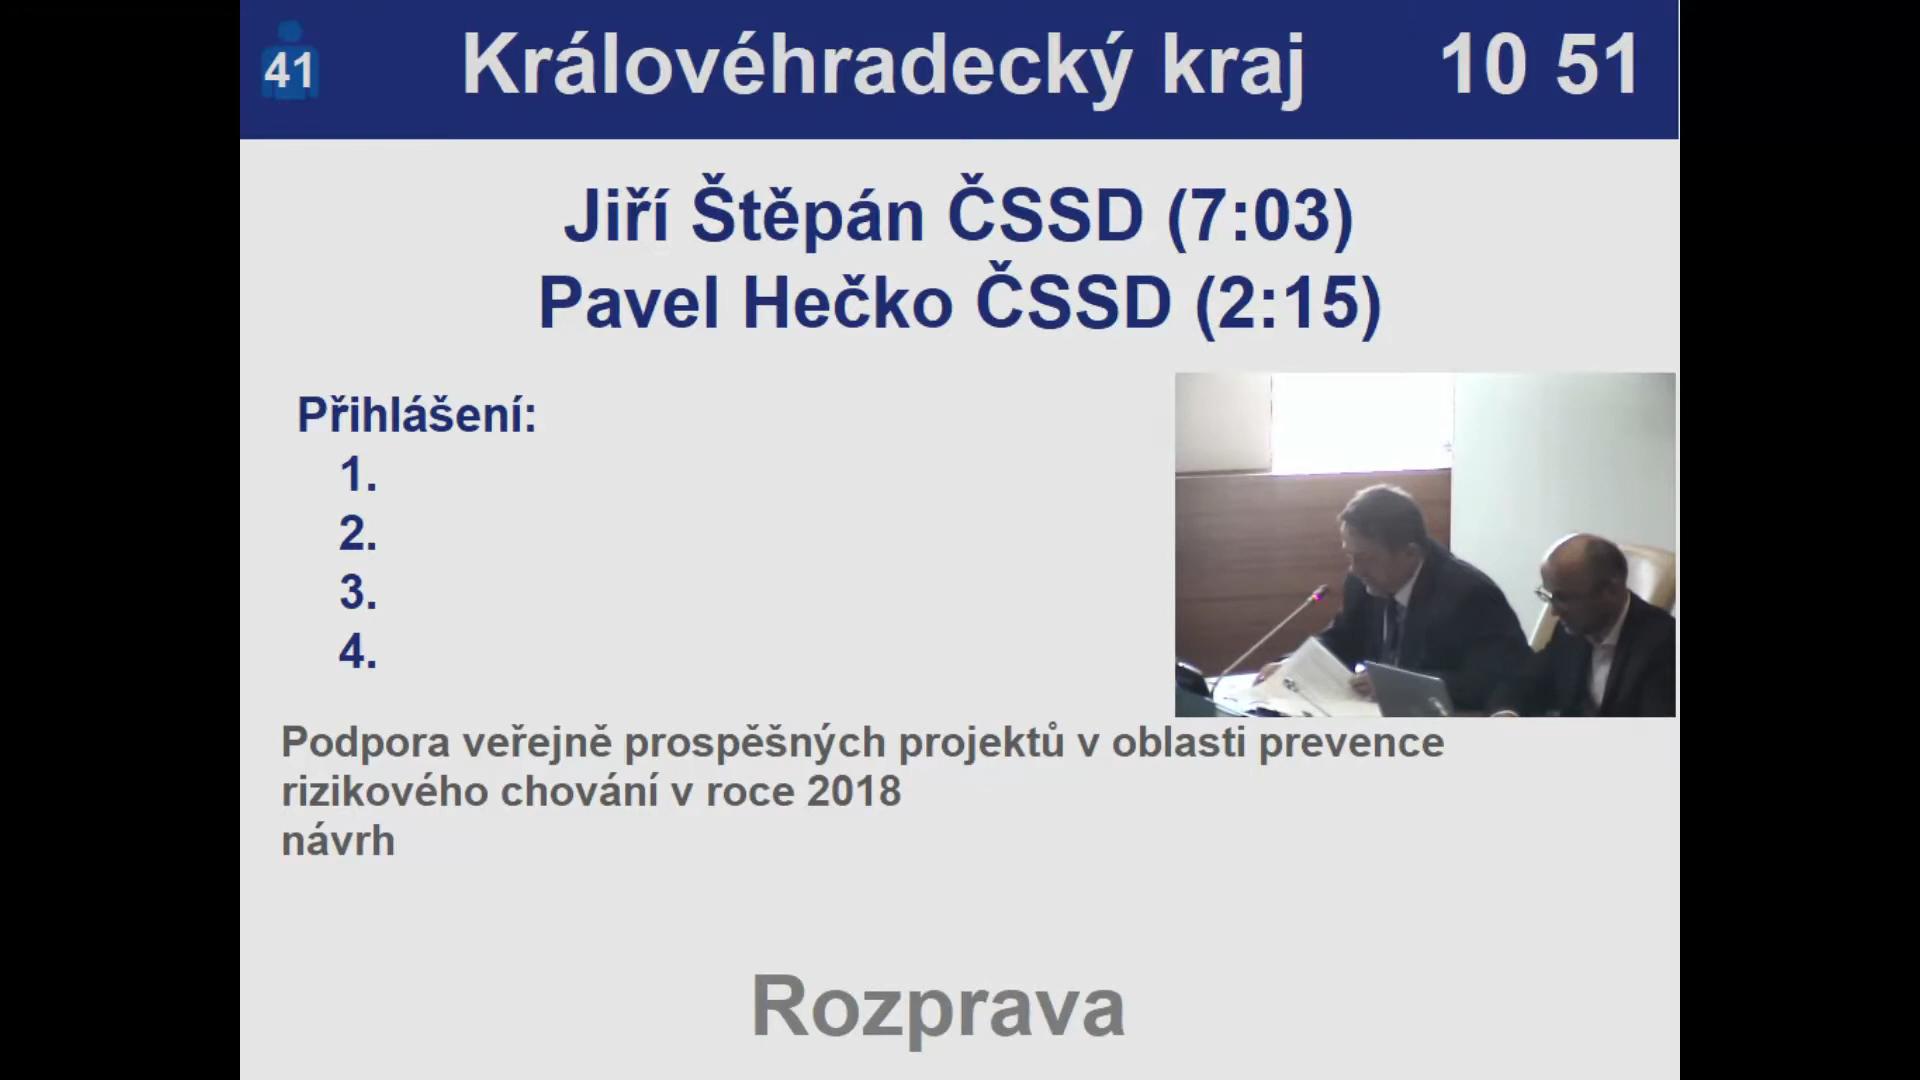 41 Královéhradecký kraj 10 51
Jiří Štěpán ČSSD (7:03)
Pavel Hečko ČSSD (2:15)
Přihlášení:
1.
2.
3.
4.
Podpora veřejně prospěšných projektů v oblasti prevence
rizikového chování v roce 2018
návrh
Rozprava